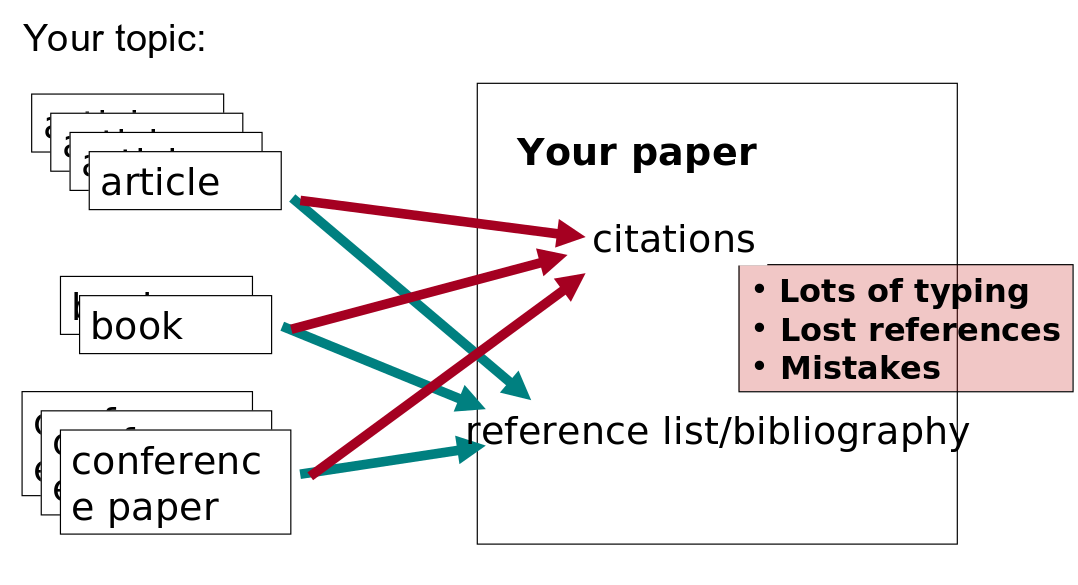 Your topic:
article
book
conferenc
e paper
Your paper
citations
• Lots of typing
• Lost references
• Mistakes
reference list/bibliography